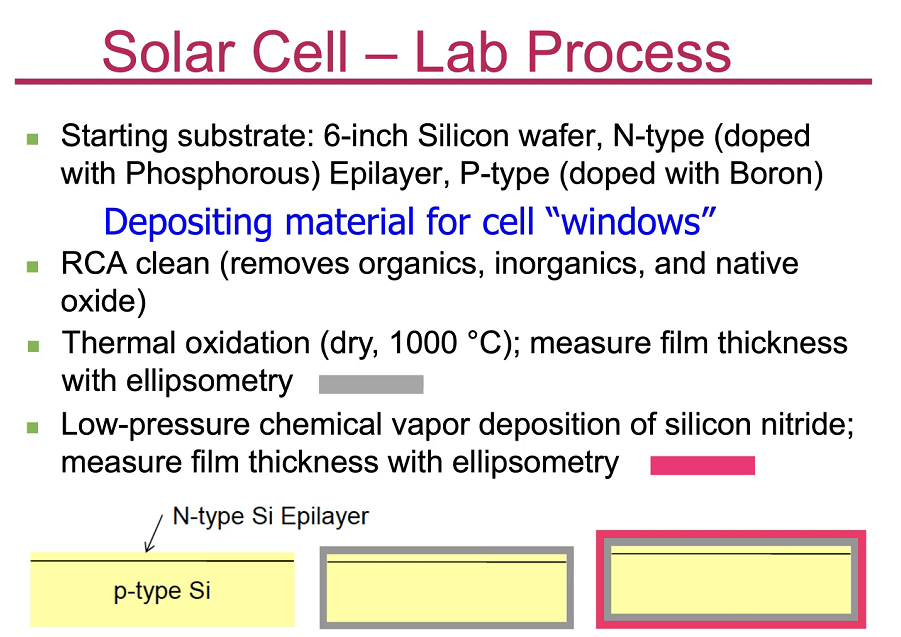 Solar Cell – Lab Process
Starting substrate: 6-inch Silicon wafer, N-type (doped
with Phosphorous) Epilayer, P-type (doped with Boron)
Depositing material for cell “windows”
RCA clean (removes organics, inorganics, and native
oxide)
Thermal oxidation (dry, 1000 °C); measure film thickness
with ellipsometry
Low-pressure chemical vapor deposition of silicon nitride;
measure film thickness with ellipsometry
N-type Si Epilayer
p-type Si